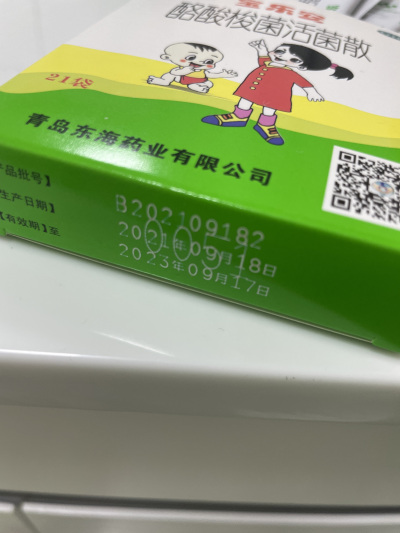 宝乐安
酪酸梭菌活菌散
21袋
青岛东海药业有限公司
产品批号】
B202109182
生产日期】
2021年09月18日
【有效期】至
2023年09月17日